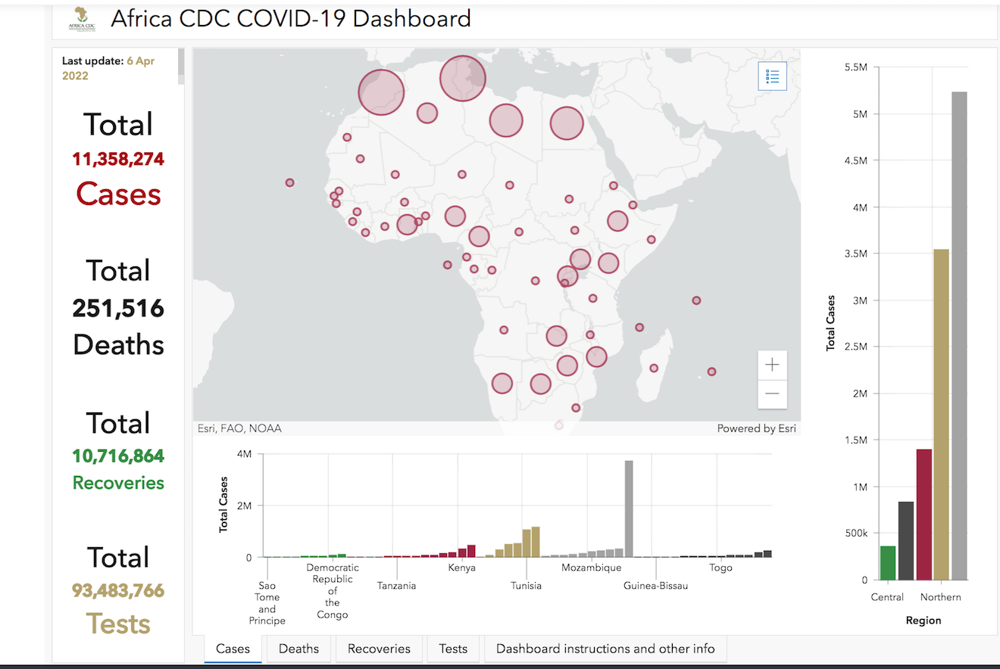 AFRICA CDC
Africa CDC COVID-19 Dashboard
Last update: 6 Apr
2022
Total
11,358,274
Cases
Total
251,516
Deaths
Total
10,716,864
Recoveries
Total
93,483,766
Tests
Esri, FAO, NOAA
Powered by Esri
Total Cases
4M
2M
0
Sao
Tome
and
Principe
Democratic
Republic
of
the
Congo
Tanzania
Kenya
Tunisia
Mozambique
Guinea-Bissau
Togo
Total Cases
5.5M
5M
4.5M
4M
3.5M
3M
2.5M
2M
1.5M
1M
500k
0
Central
Northern
Region
Cases
Deaths
Recoveries
Tests
Dashboard instructions and other info